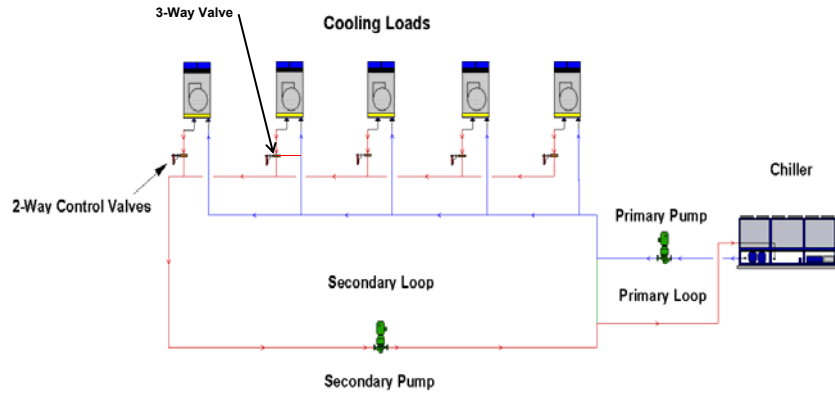 3-Way Valve
Cooling Loads
2-Way Control Valves
Chiller
Primary Pump
Secondary Loop
Primary Loop
Secondary Pump